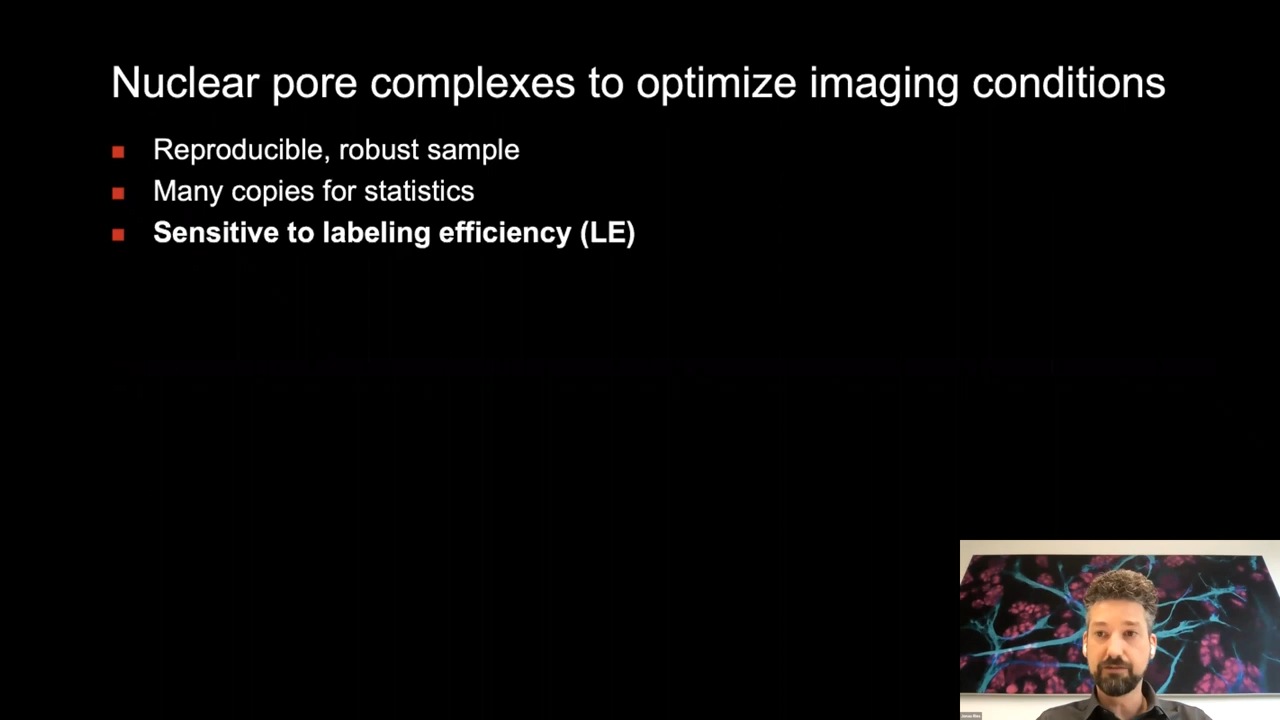 Nuclear pore complexes to optimize imaging conditions
Reproducible, robust sample
Many copies for statistics
Sensitive to labeling efficiency (LE)